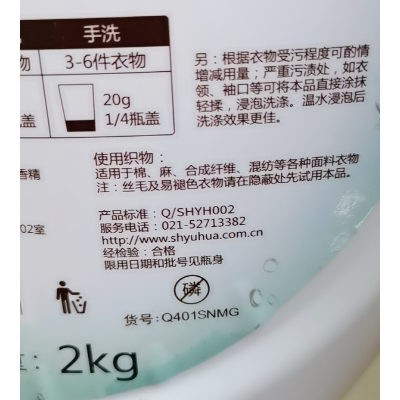 手洗
物
3-6件衣物
20g
1/4瓶盖
盖
另：根据衣物受污程度可酌情
增减用量；严重污渍处，如衣
领、袖口等可将本品直接涂抹
轻揉，浸泡洗涤。温水浸泡后
洗涤效果更佳。
香精
02室
使用织物：
适用于棉、麻、合成纤维、混纺等各种面料衣物
注：丝毛及易褪色衣物请在隐蔽处先试用本品。
产品标准：Q/SHYH002
服务电话：021-52713382
http://www.shyuhua.com.cn
经检验：合格
限用日期和批号见瓶身
磷
货号:Q401SNMG
：2kg